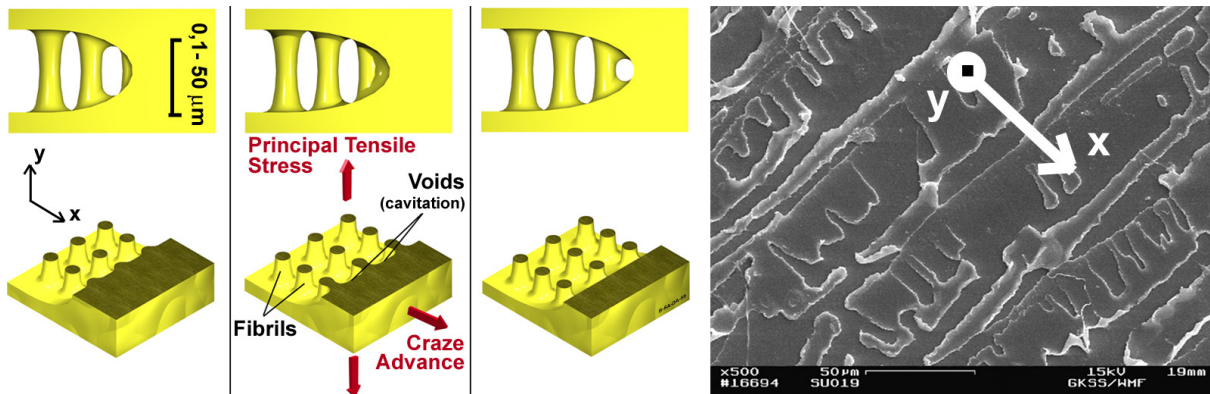 0,1 - 50 µm
y
x
Principal Tensile
Stress
Voids
(cavitation)
Fibrils
Craze
Advance
y
x
x500
50µm
15kV
19mm
#16694
SU019
GKSS/WMF